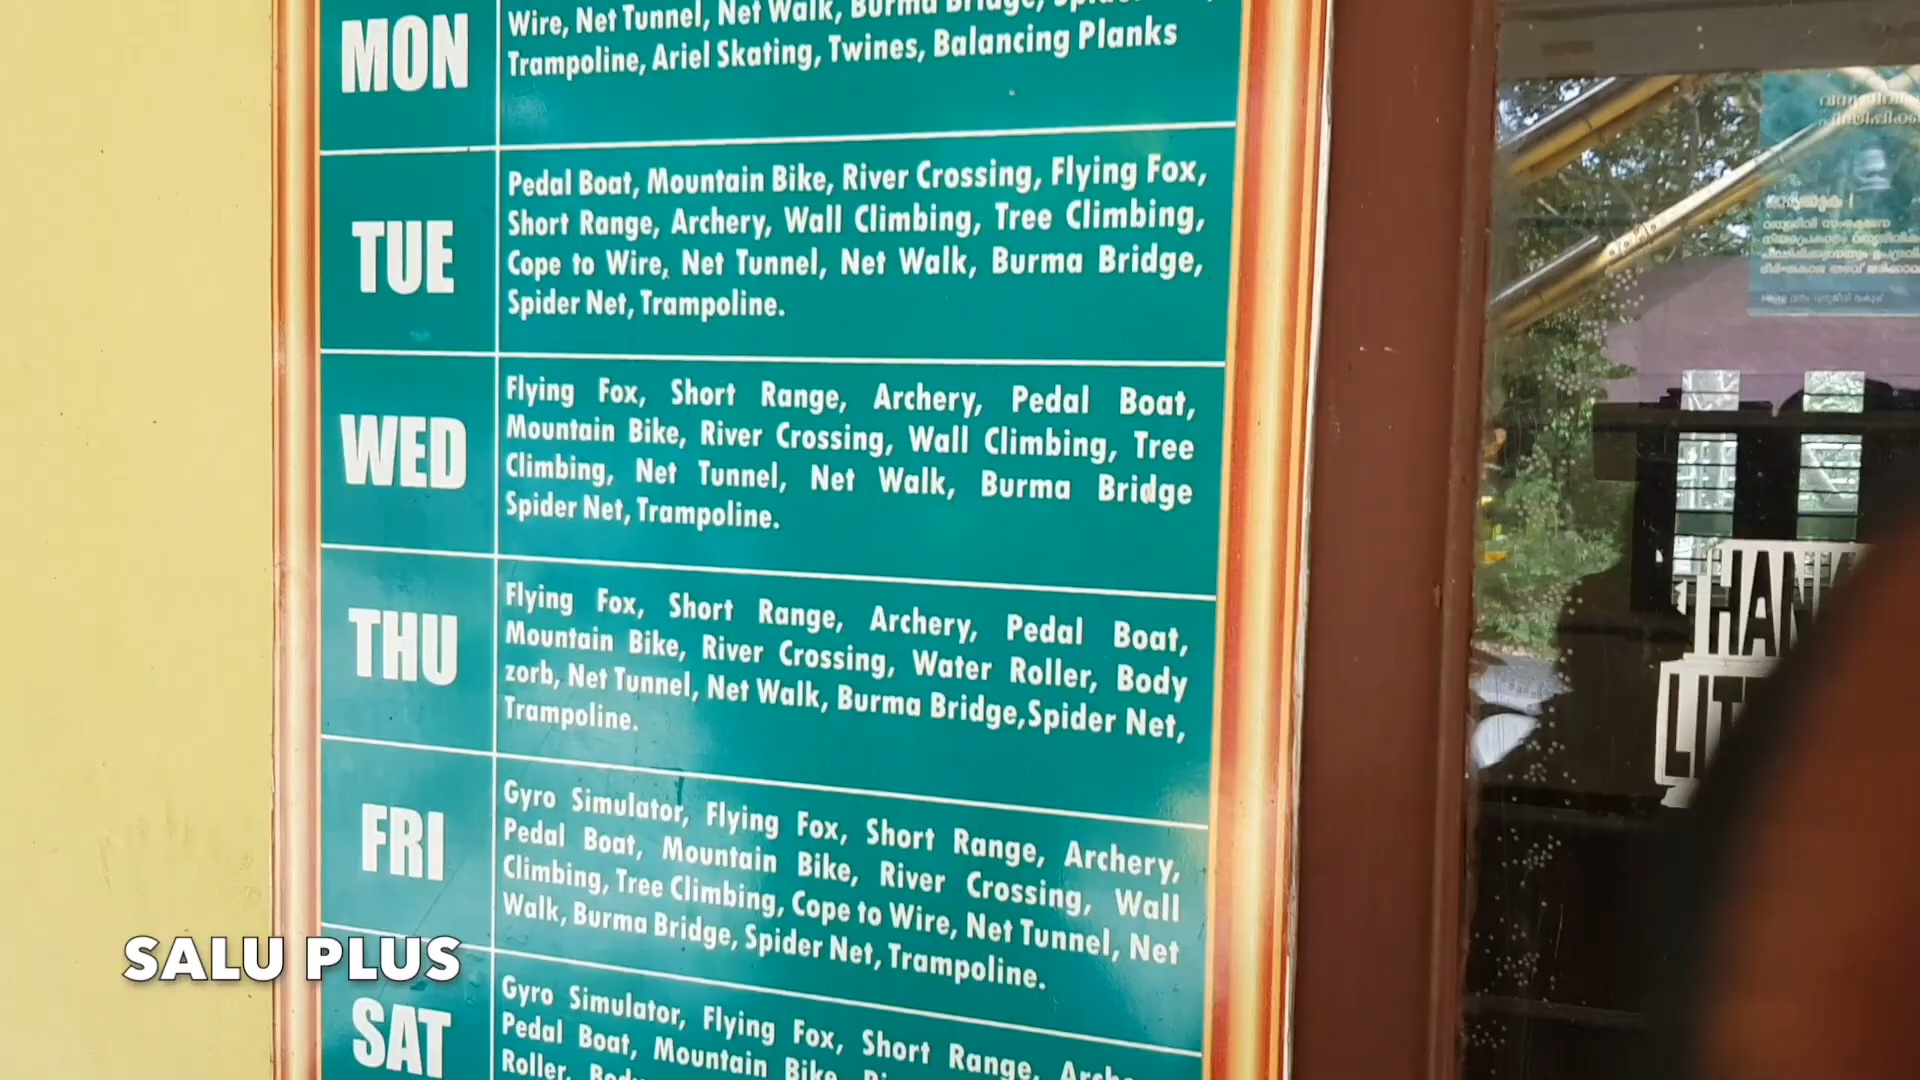 MON
Wire, Net Tunnel, Net Walk, Burma Bridge,
Trampoline, Ariel Skating, Twines, Balancing Planks
TUE
Pedal Boat, Mountain Bike, River Crossing, Flying Fox,
Short Range, Archery, Wall Climbing, Tree Climbing,
Cope to Wire, Net Tunnel, Net Walk, Burma Bridge,
Spider Net, Trampoline.
WED
Flying Fox, Short Range, Archery, Pedal Boat,
Mountain Bike, River Crossing, Wall Climbing, Tree
Climbing, Net Tunnel, Net Walk, Burma Bridge
Spider Net, Trampoline.
THU
Flying Fox, Short Range, Archery, Pedal Boat,
Mountain Bike, River Crossing, Water Roller, Body
zorb, Net Tunnel, Net Walk, Burma Bridge,Spider Net,
Trampoline.
FRI
Gyro Simulator, Flying Fox, Short Range, Archery,
Pedal Boat, Mountain Bike, River Crossing, Wall
Climbing, Tree Climbing, Cope to Wire, Net Tunnel, Net
Walk, Burma Bridge, Spider Net, Trampoline.
SAT
Gyro Simulator, Flying Fox, Short Range,
Pedal Boat, Mountain Bike,
Roller,
SALU PLUS